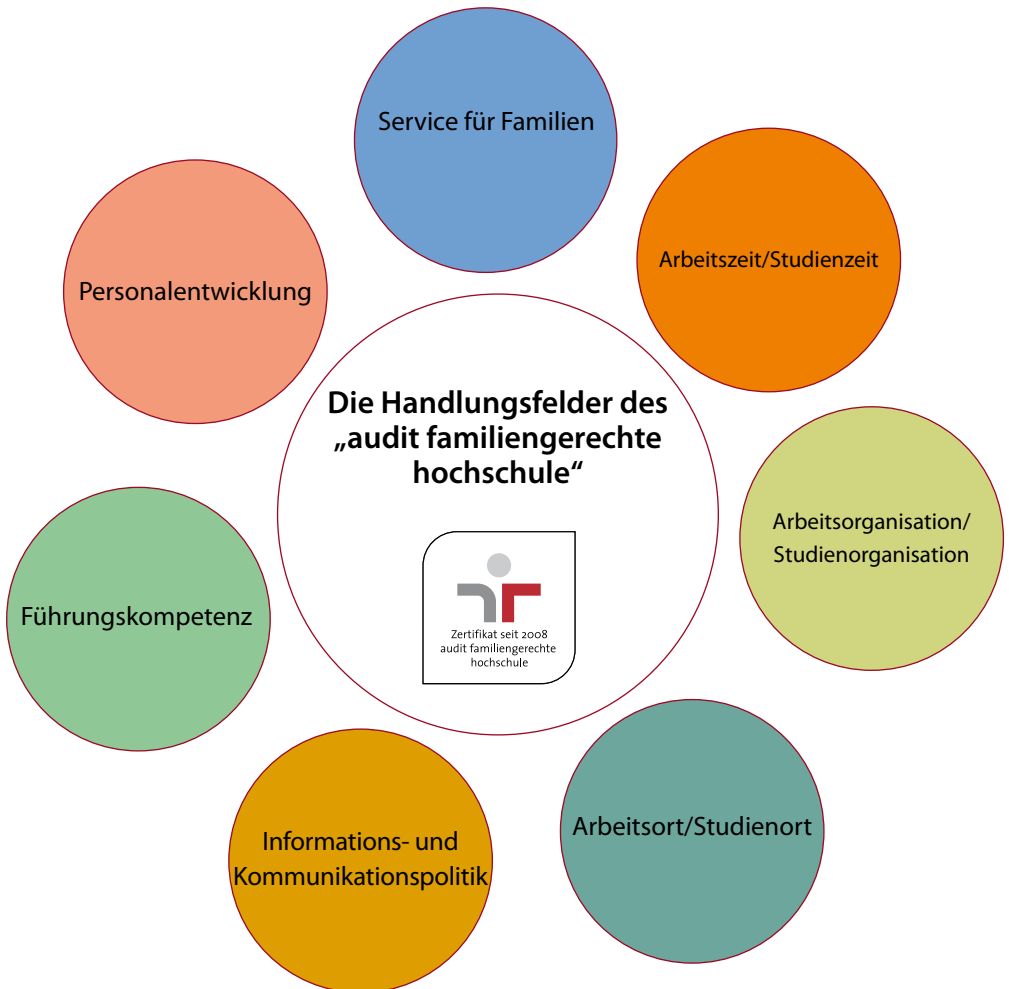 Service für Familien
Arbeitszeit/Studienzeit
Personalentwicklung
Die Handlungsfelder des
„audit familiengerechte
hochschule“
Arbeitsorganisation/
Studienorganisation
Führungskompetenz
Zertifikat seit 2008
audit familiengerechte
hochschule
Arbeitsort/Studienort
Informations- und
Kommunikationspolitik